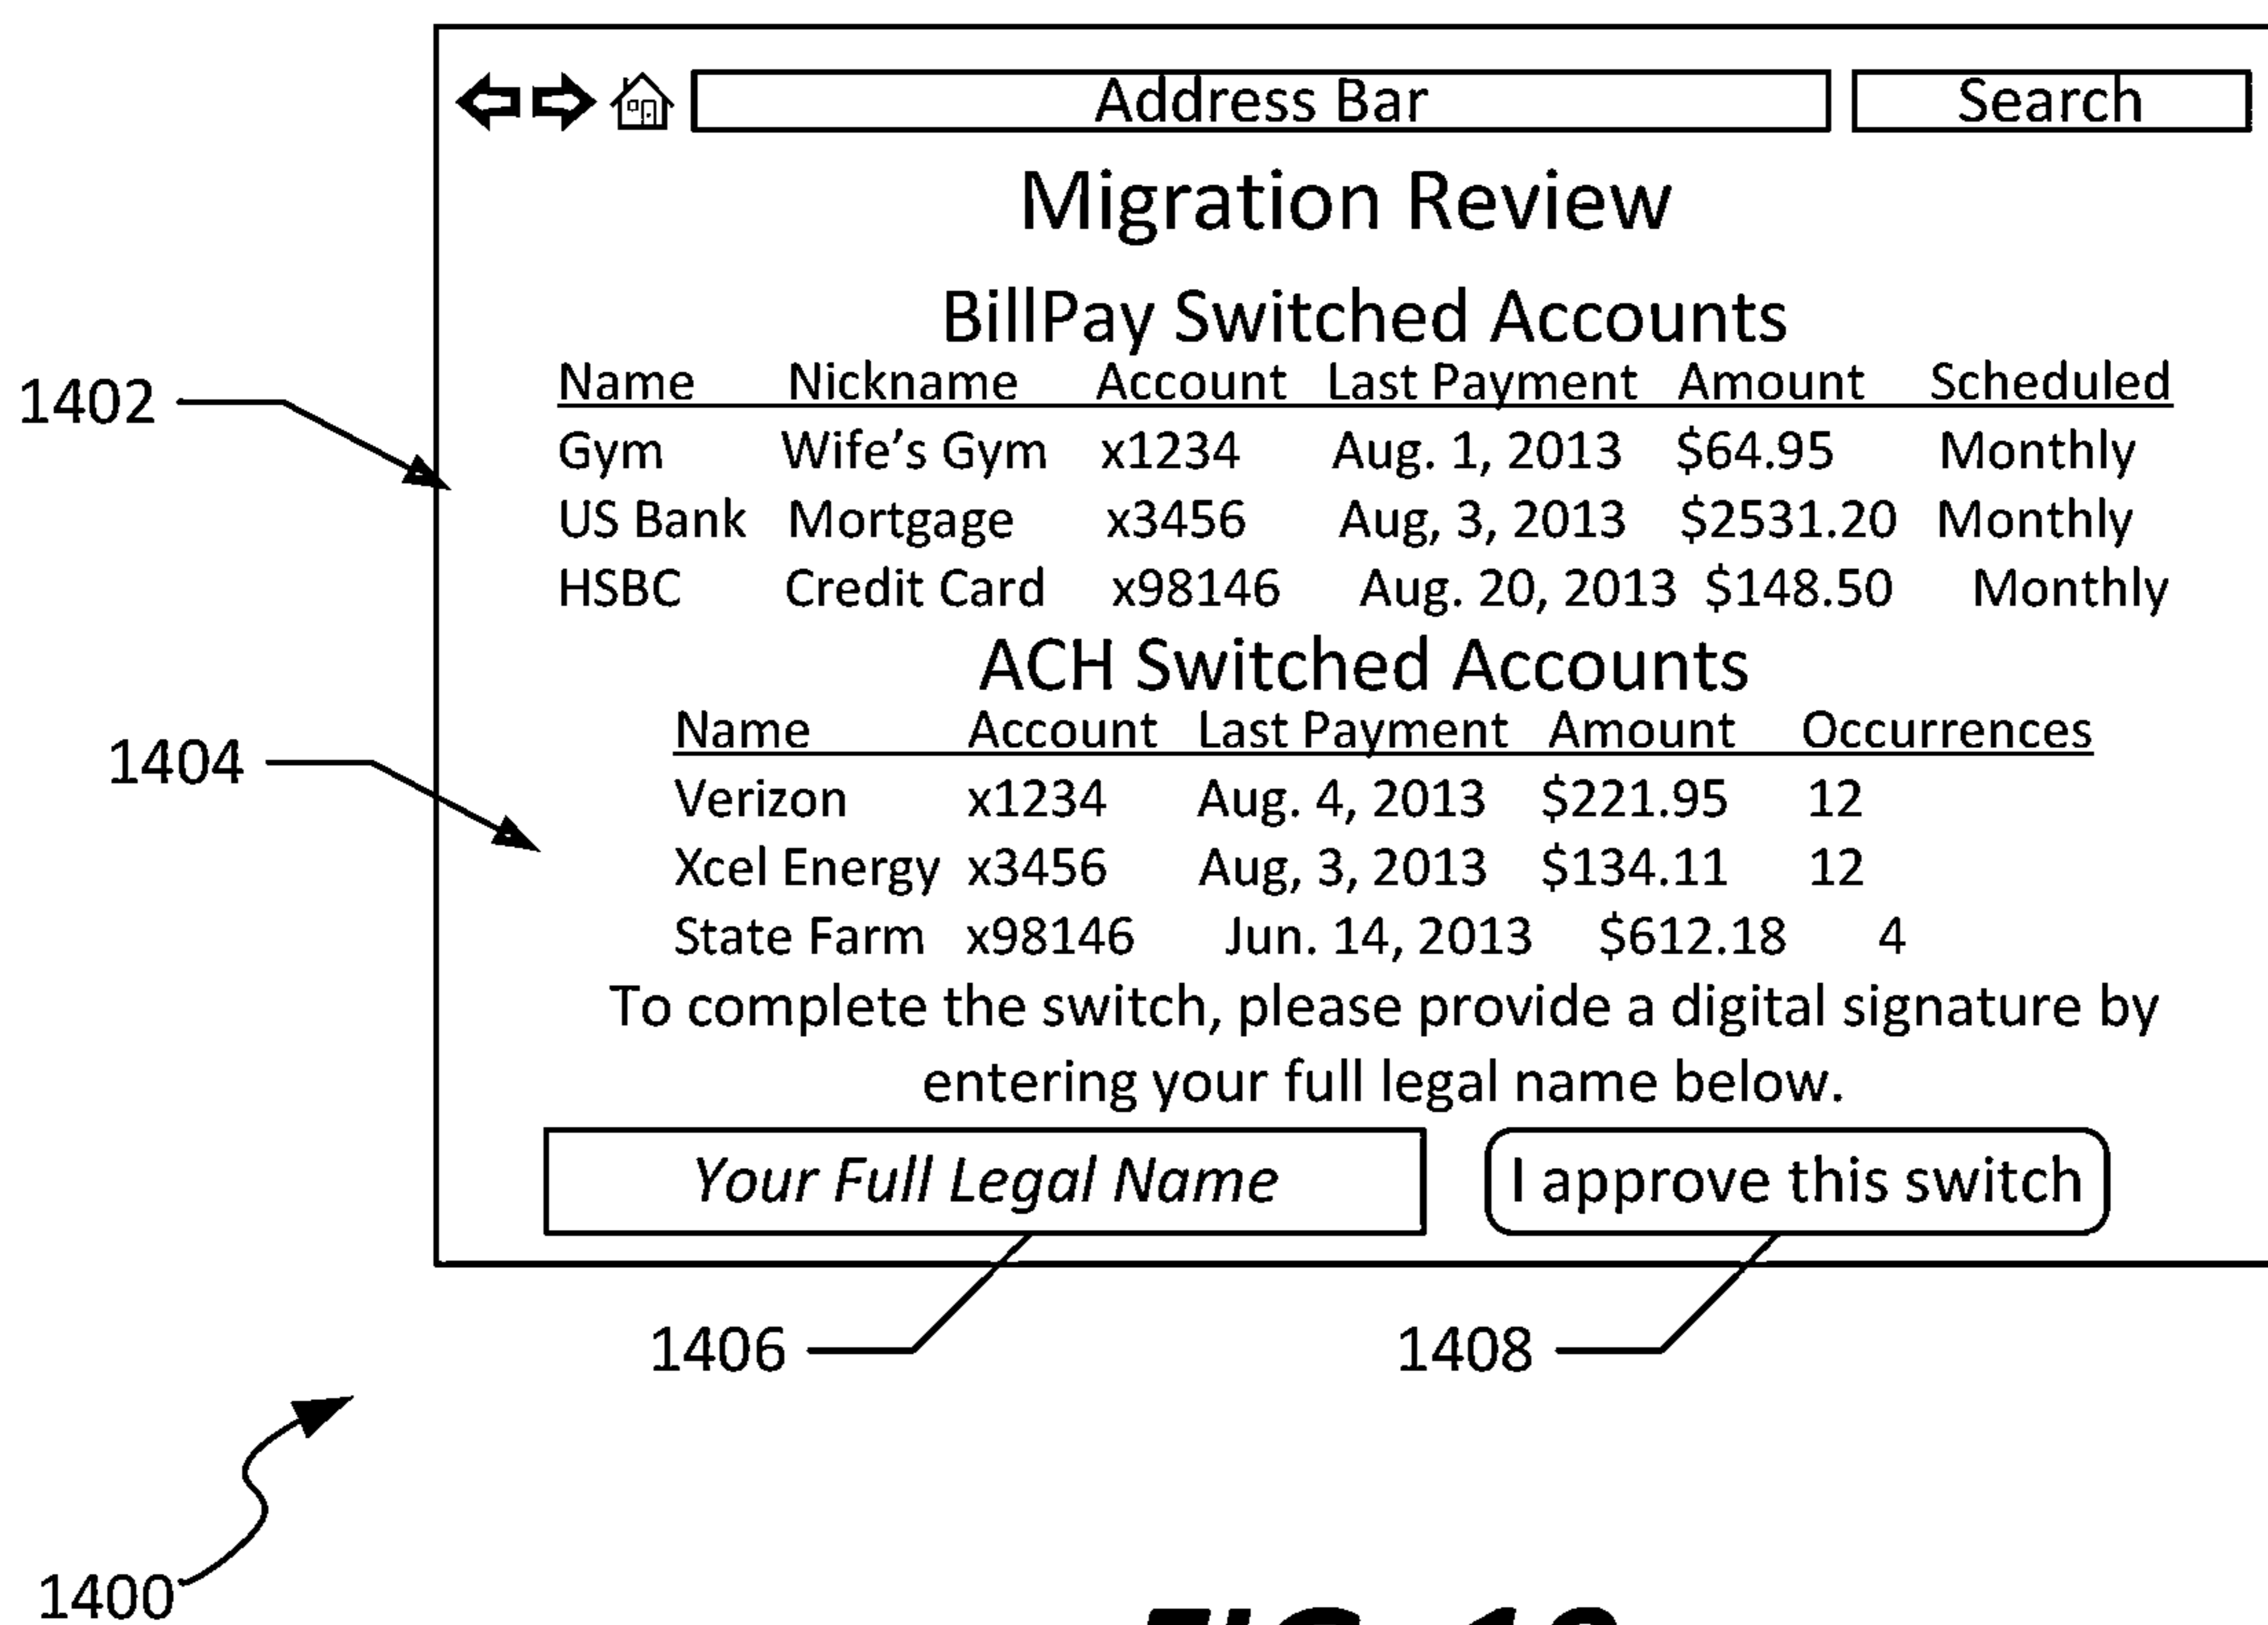 Address Bar Search
Migration Review
BillPay Switched Accounts
Name Nickname Account Last Payment Amount Scheduled
1402
Gym Wife's Gym x1234 Aug. 1, 2013 $64.95 Monthly
US Bank Mortgage x3456 Aug, 3, 2013 $2531.20 Monthly
HSBC Credit Card x98146 Aug. 20, 2013 $148.50 Monthly
ACH Switched Accounts
Name Account Last Payment Amount Occurrences
1404
Verizon x1234 Aug. 4, 2013 $221.95 12
Xcel Energy x3456 Aug, 3, 2013 $134.11 12
State Farm x98146 Jun. 14, 2013 $612.18 4
To complete the switch, please provide a digital signature by
entering your full legal name below.
Your Full Legal Name I approve this switch
1406 1408
1400